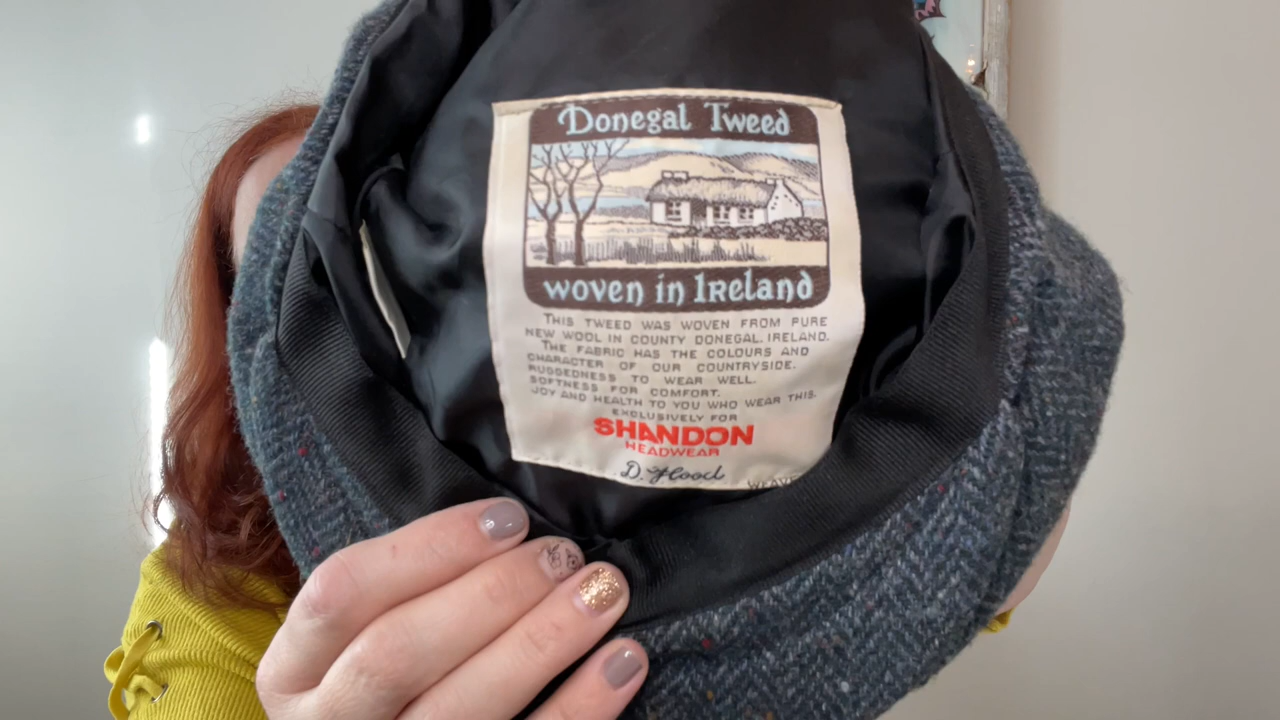 Donegal Tweed
woven in Ireland
THIS TWEED WAS WOVEN FROM PURE
NEW WOOL IN COUNTY DONEGAL. IRELAND.
THE FABRIC HAS THE COLOURS AND
CHARACTER OF OUR COUNTRYSIDE.
RUGGEDNESS TO WEAR WELL.
SOFTNESS FOR COMFORT.
JOY AND HEALTH TO YOU WHO WEAR THIS.
EXCLUSIVELY FOR
SHANDON
HEADWEAR
D. Flood